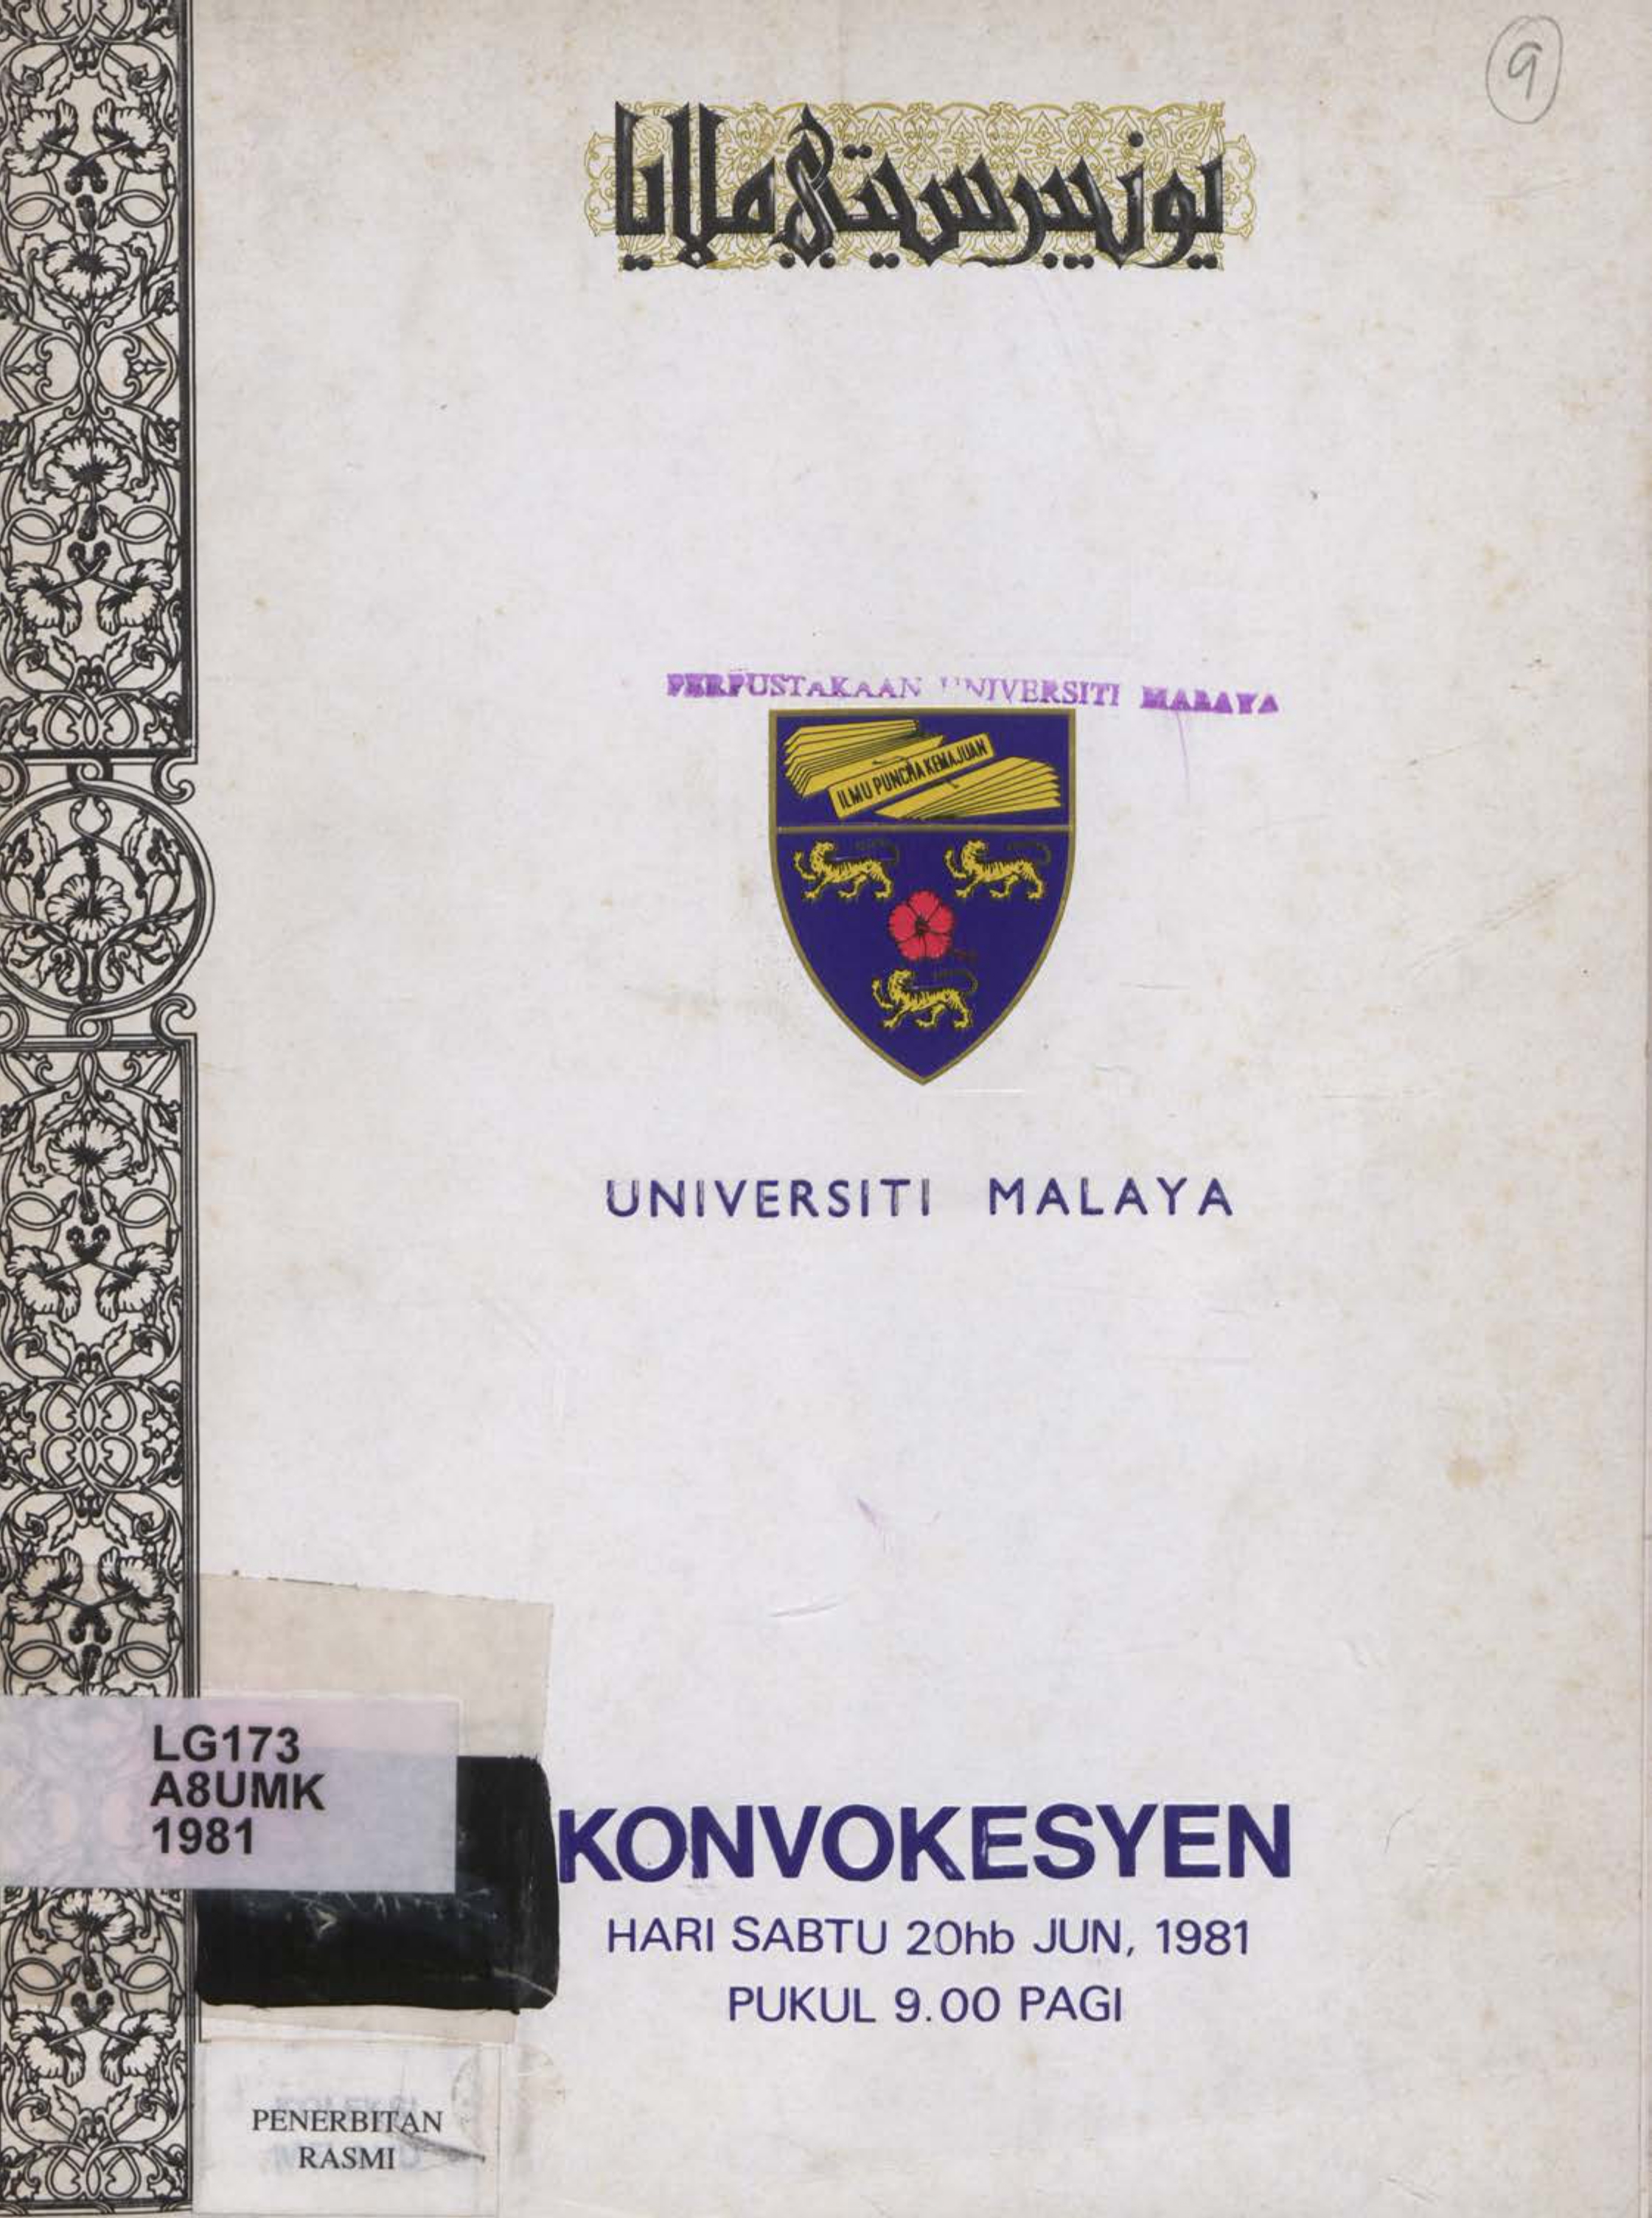 9
يونيبرسيتي ملايا
PERPUSTAKAAN UNIVERSITI MALAYA
ILMU PUNCHA KEMAJUAN
UNIVERSITI MALAYA
LG173
A8UMK
1981
KONVOKESYEN
HARI SABTU 20hb JUN, 1981
PUKUL 9.00 PAGI
PENERBITAN
RASMI